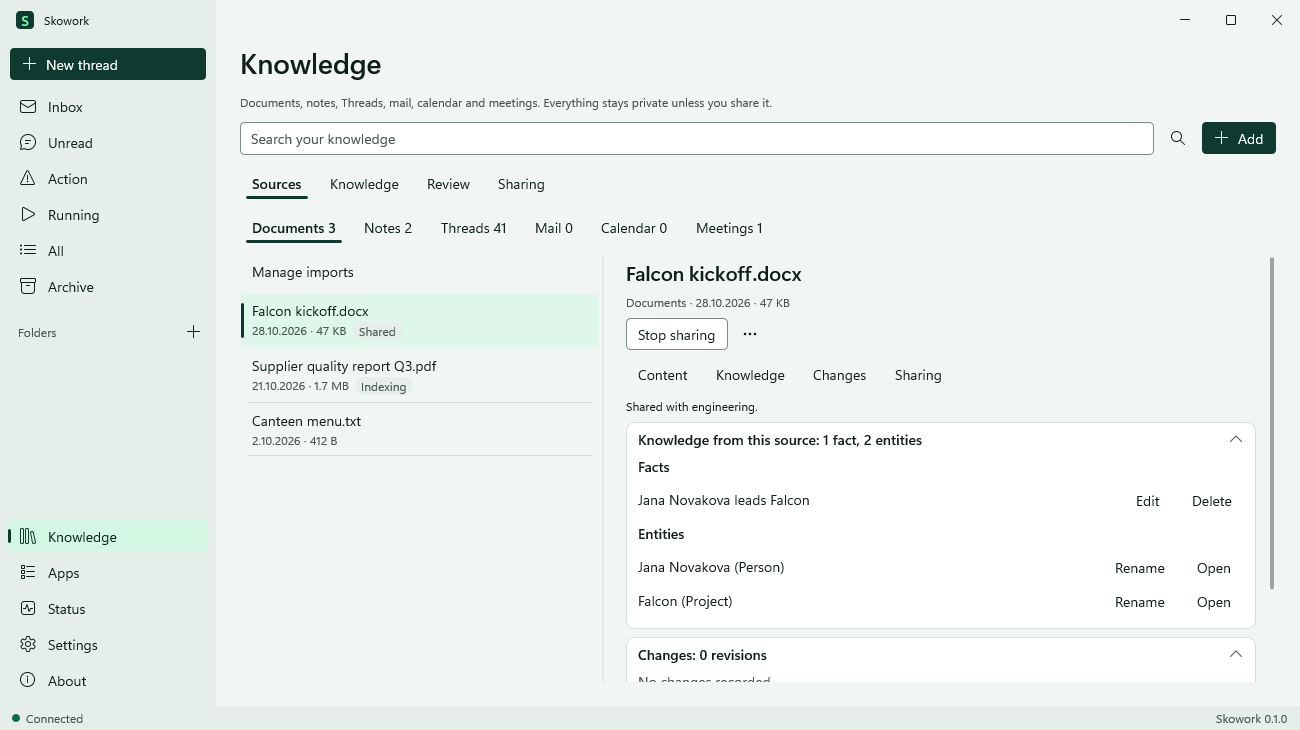 Skowork
New thread
Inbox
Unread
Action
Running
All
Archive
Folders
Knowledge
Apps
Status
Settings
About
Connected
Knowledge
Documents, notes, Threads, mail, calendar and meetings. Everything stays private unless you share it.
Search your knowledge
Add
Sources Knowledge Review Sharing
Documents 3 Notes 2 Threads 41 Mail 0 Calendar 0 Meetings 1
Manage imports
Falcon kickoff.docx
28.10.2026 · 47 KB Shared
Supplier quality report Q3.pdf
21.10.2026 · 1.7 MB Indexing
Canteen menu.txt
2.10.2026 · 412 B
Falcon kickoff.docx
Documents · 28.10.2026 · 47 KB
Stop sharing
Content Knowledge Changes Sharing
Shared with engineering.
Knowledge from this source: 1 fact, 2 entities
Facts
Jana Novakova leads Falcon Edit Delete
Entities
Jana Novakova (Person) Rename Open
Falcon (Project) Rename Open
Changes: 0 revisions
No changes recorded
Skowork 0.1.0